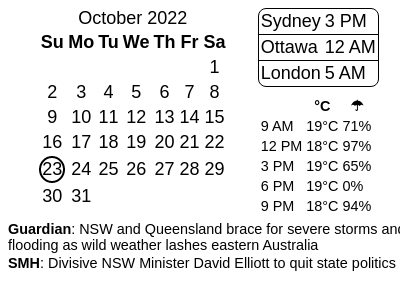 October 2022
Su Mo Tu We Th Fr Sa
1
2 3 4 5 6 7 8
9 10 11 12 13 14 15
16 17 18 19 20 21 22
23 24 25 26 27 28 29
30 31
Sydney 3 PM
Ottawa 12 AM
London 5 AM
°C ☂
9 AM 19°C 71%
12 PM 18°C 97%
3 PM 19°C 65%
6 PM 19°C 0%
9 PM 18°C 94%
Guardian: NSW and Queensland brace for severe storms and
flooding as wild weather lashes eastern Australia
SMH: Divisive NSW Minister David Elliott to quit state politics